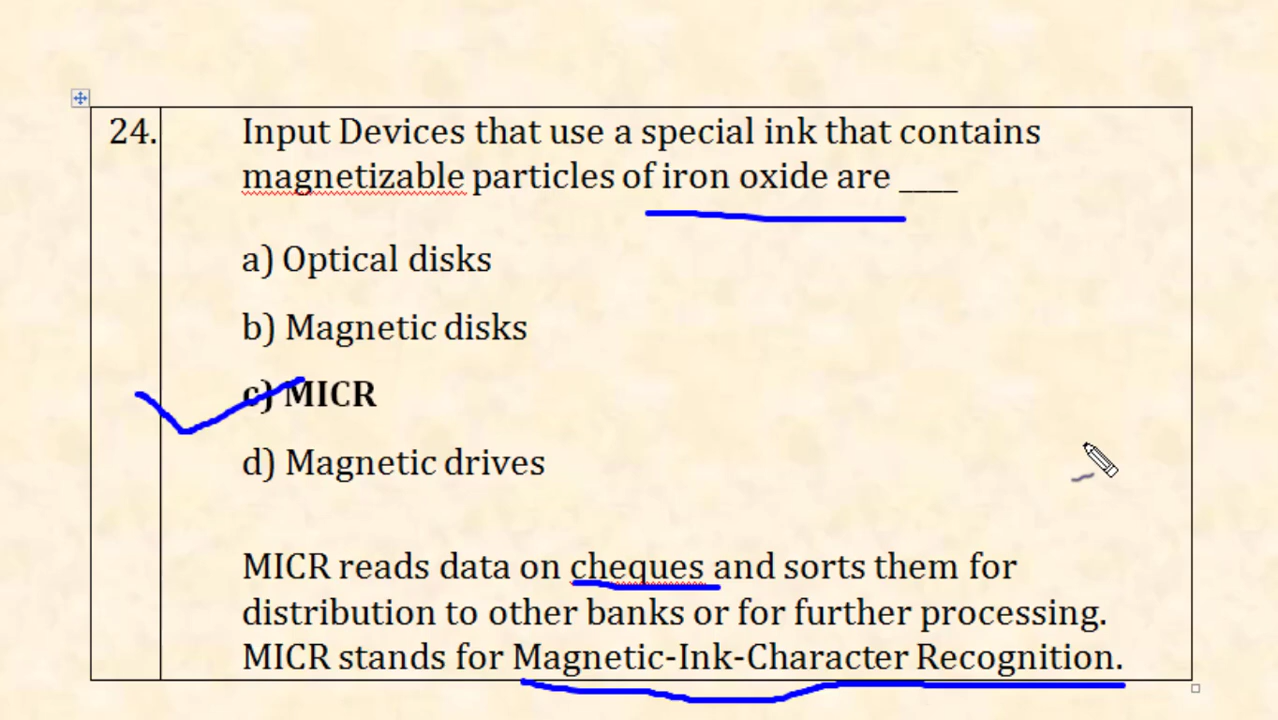 24.
Input Devices that use a special ink that contains
magnetizable particles of iron oxide are ____
a) Optical disks
b) Magnetic disks
c) MICR
d) Magnetic drives
MICR reads data on cheques and sorts them for
distribution to other banks or for further processing.
MICR stands for Magnetic-Ink-Character Recognition.